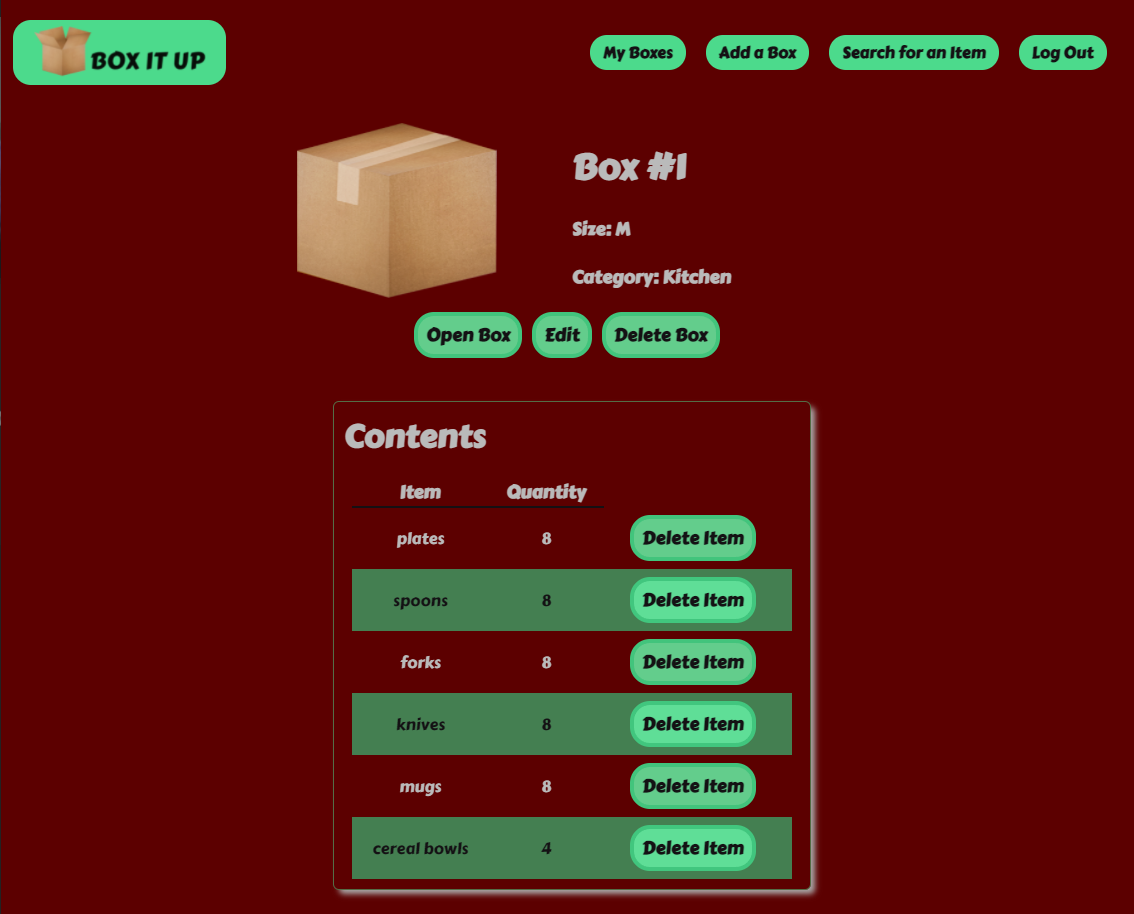 BOX IT UP
My Boxes Add a Box Search for an Item Log Out
Box #1
Size: M
Category: Kitchen
Open Box Edit Delete Box
Contents
Item Quantity
plates 8 Delete Item
spoons 8 Delete Item
forks 8 Delete Item
knives 8 Delete Item
mugs 8 Delete Item
cereal bowls 4 Delete Item